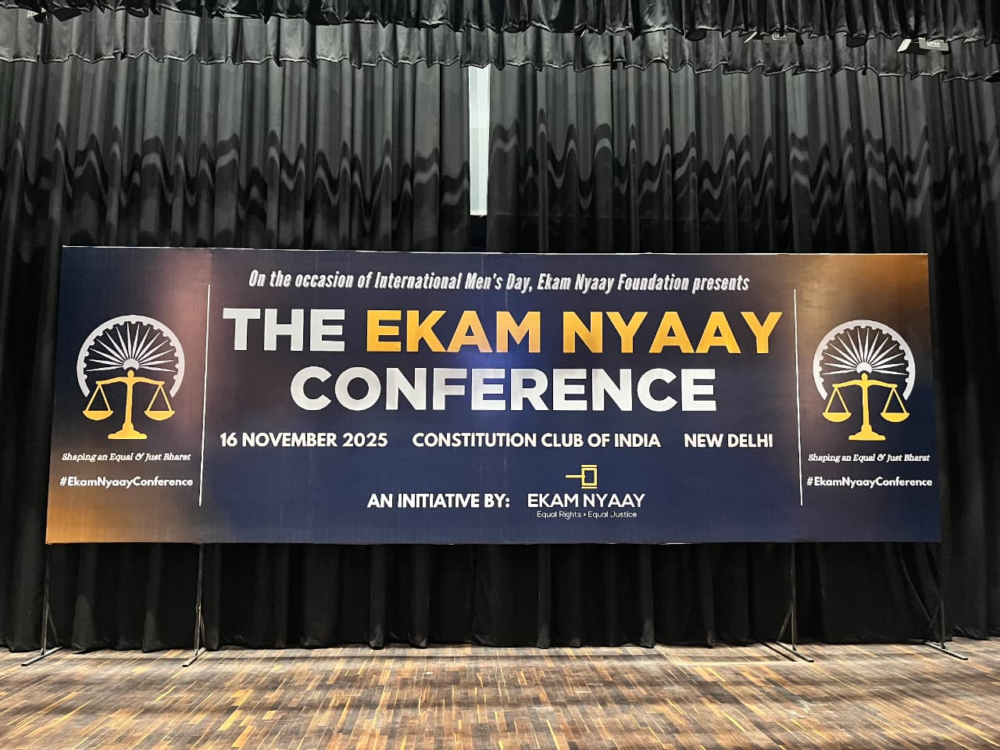 On the occasion of International Men's Day, Ekam Nyaay Foundation presents
THE EKAM NYAAY
CONFERENCE
16 NOVEMBER 2025 CONSTITUTION CLUB OF INDIA NEW DELHI
AN INITIATIVE BY:
EKAM NYAAY
Equal Rights • Equal Justice
Shaping an Equal & Just Bharat
#EkamNyaayConference
Shaping an Equal & Just Bharat
#EkamNyaayConference